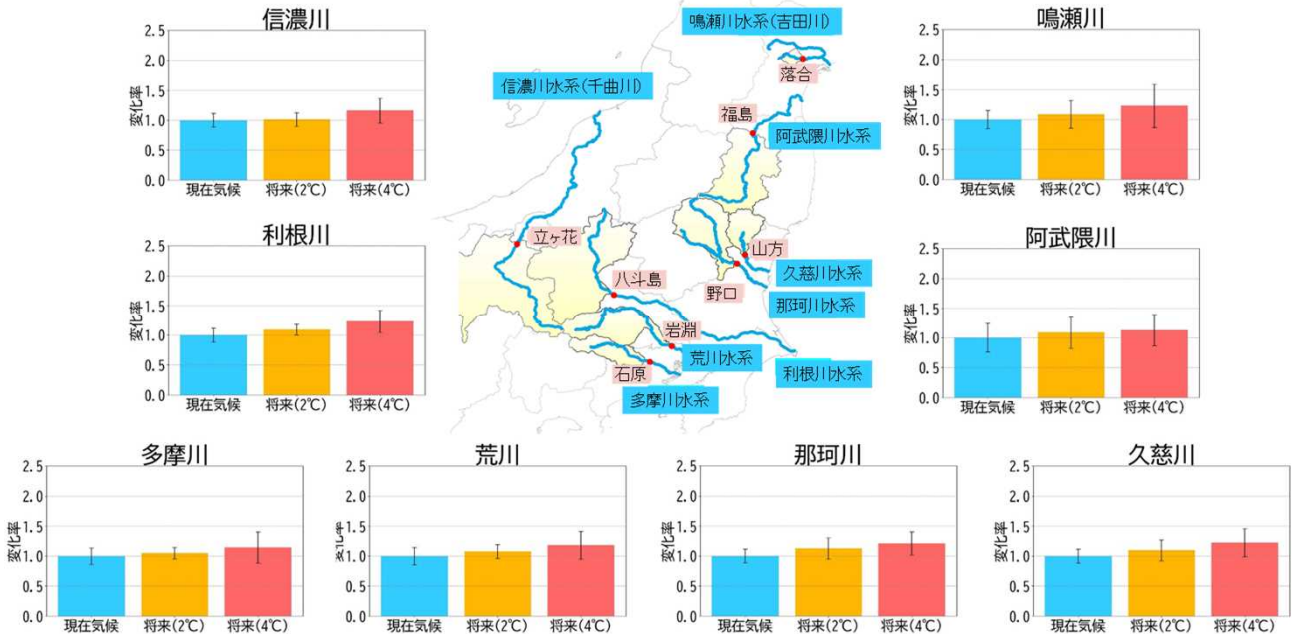 信濃川
2.5
2.0
1.5
1.0
0.5
0.0
変化率
現在気候 将来(2℃) 将来(4℃)
利根川
2.5
2.0
1.5
1.0
0.5
0.0
変化率
現在気候 将来(2℃) 将来(4℃)
鳴瀬川水系(吉田川)
落合
信濃川水系(千曲川)
福島
阿武隈川水系
立ヶ花
山方
八斗島
久慈川水系
野口
那珂川水系
岩淵
荒川水系
利根川水系
石原
多摩川水系
鳴瀬川
2.5
2.0
1.5
1.0
0.5
0.0
変化率
現在気候 将来(2℃) 将来(4℃)
阿武隈川
2.5
2.0
1.5
1.0
0.5
0.0
変化率
現在気候 将来(2℃) 将来(4℃)
多摩川
2.5
2.0
1.5
1.0
0.5
0.0
変化率
現在気候 将来(2℃) 将来(4℃)
荒川
2.5
2.0
1.5
1.0
0.5
0.0
変化率
現在気候 将来(2℃) 将来(4℃)
那珂川
2.5
2.0
1.5
1.0
0.5
0.0
変化率
現在気候 将来(2℃) 将来(4℃)
久慈川
2.5
2.0
1.5
1.0
0.5
0.0
変化率
現在気候 将来(2℃) 将来(4℃)